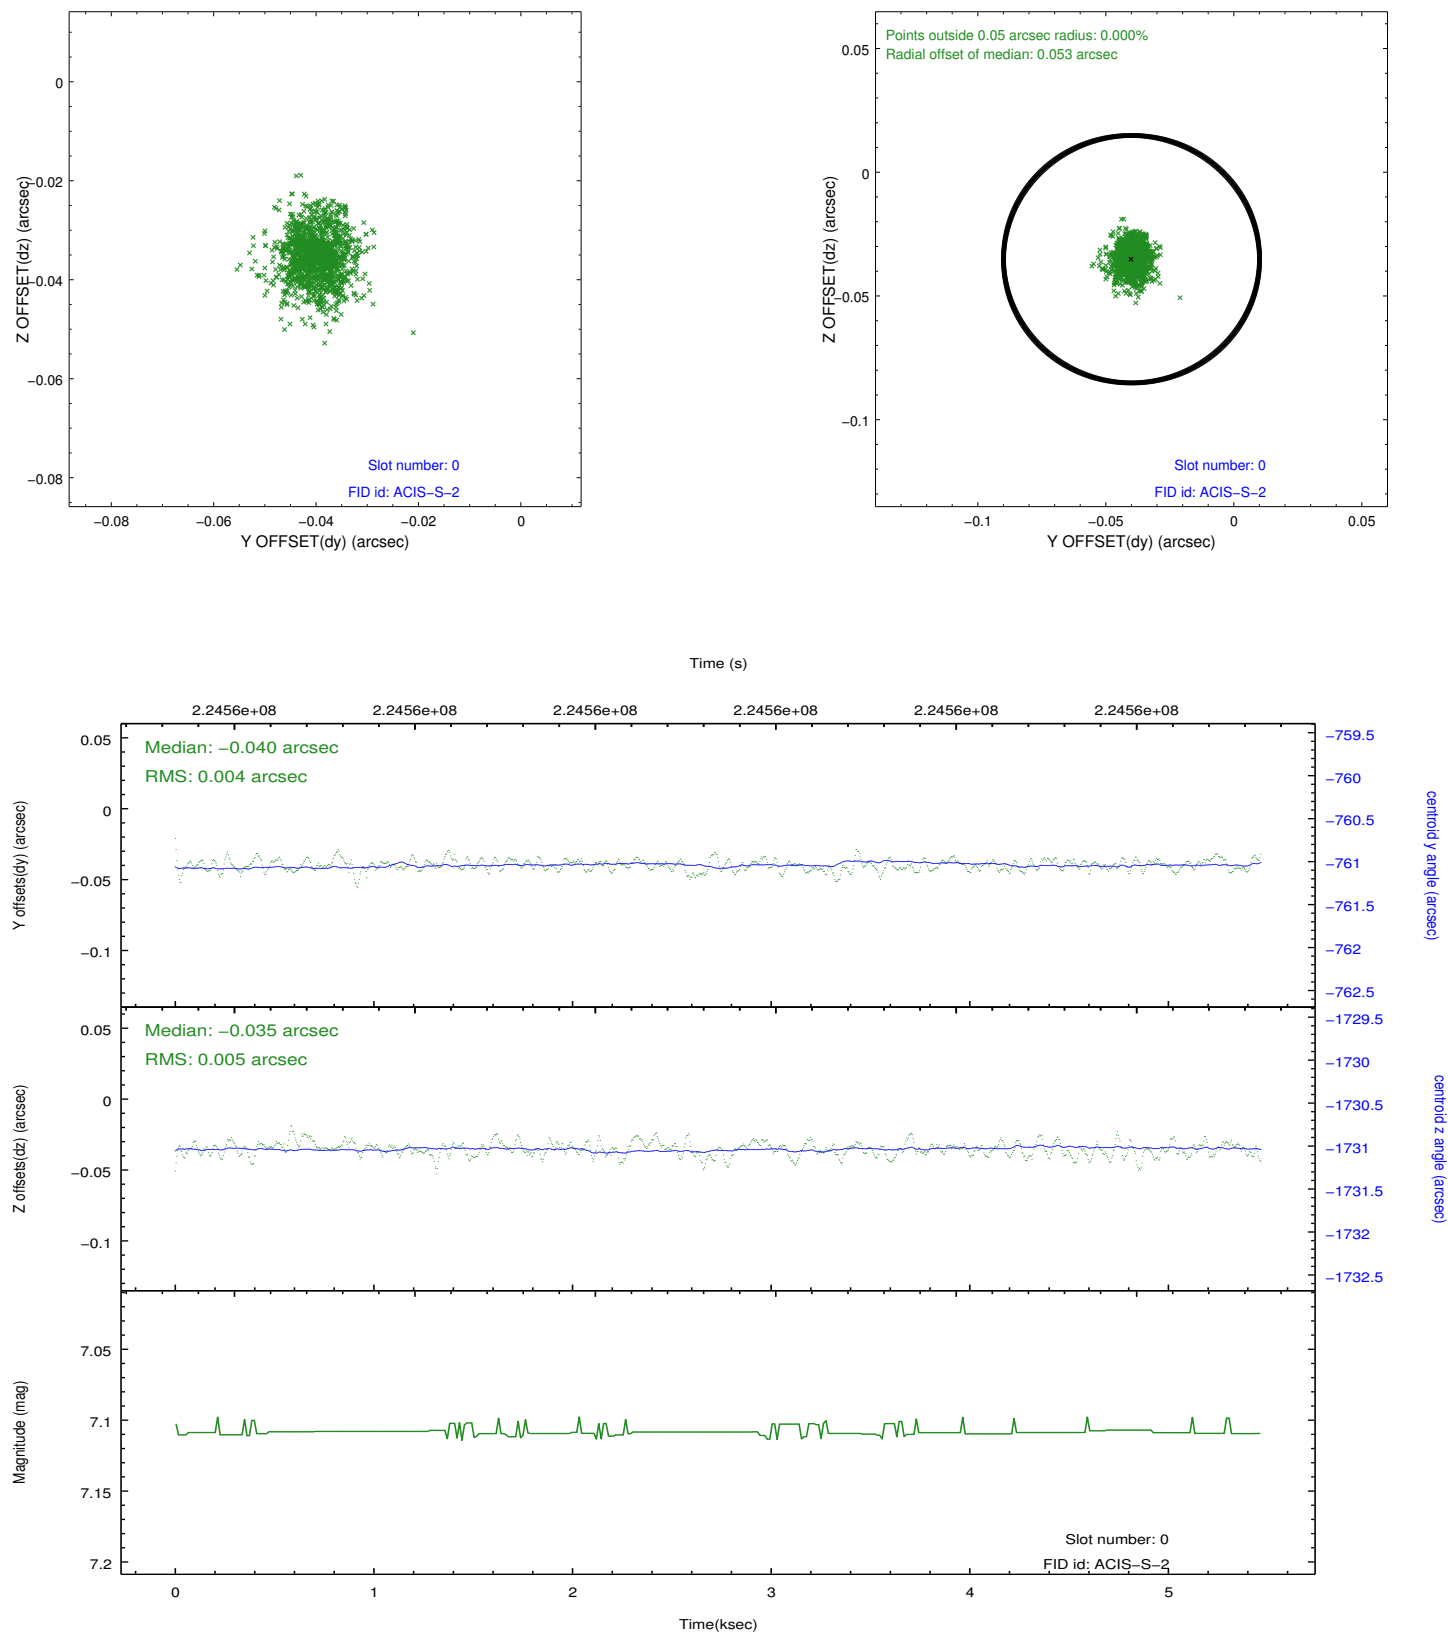 0
−0.02
−0.04
−0.06
−0.08
Z OFFSET(dz) (arcsec)
Slot number: 0
FID id: ACIS−S−2
−0.08
−0.06
−0.04
−0.02
0
Y OFFSET(dy) (arcsec)
Points outside 0.05 arcsec radius: 0.000%
Radial offset of median: 0.053 arcsec
0.05
0
−0.05
−0.1
Z OFFSET(dz) (arcsec)
Slot number: 0
FID id: ACIS−S−2
−0.1
−0.05
0
0.05
Y OFFSET(dy) (arcsec)
Time (s)
2.2456e+08
2.2456e+08
2.2456e+08
2.2456e+08
2.2456e+08
2.2456e+08
Median: −0.040 arcsec
RMS: 0.004 arcsec
0.05
0
−0.05
−0.1
Y offsets(dy) (arcsec)
−759.5
−760
−760.5
−761
−761.5
−762
−762.5
centroid y angle (arcsec)
Median: −0.035 arcsec
RMS: 0.005 arcsec
0.05
0
−0.05
−0.1
Z offsets(dz) (arcsec)
−1729.5
−1730
−1730.5
−1731
−1731.5
−1732
−1732.5
centroid z angle (arcsec)
7.05
7.1
7.15
7.2
Magnitude (mag)
Slot number: 0
FID id: ACIS−S−2
0
1
2
3
4
5
Time(ksec)